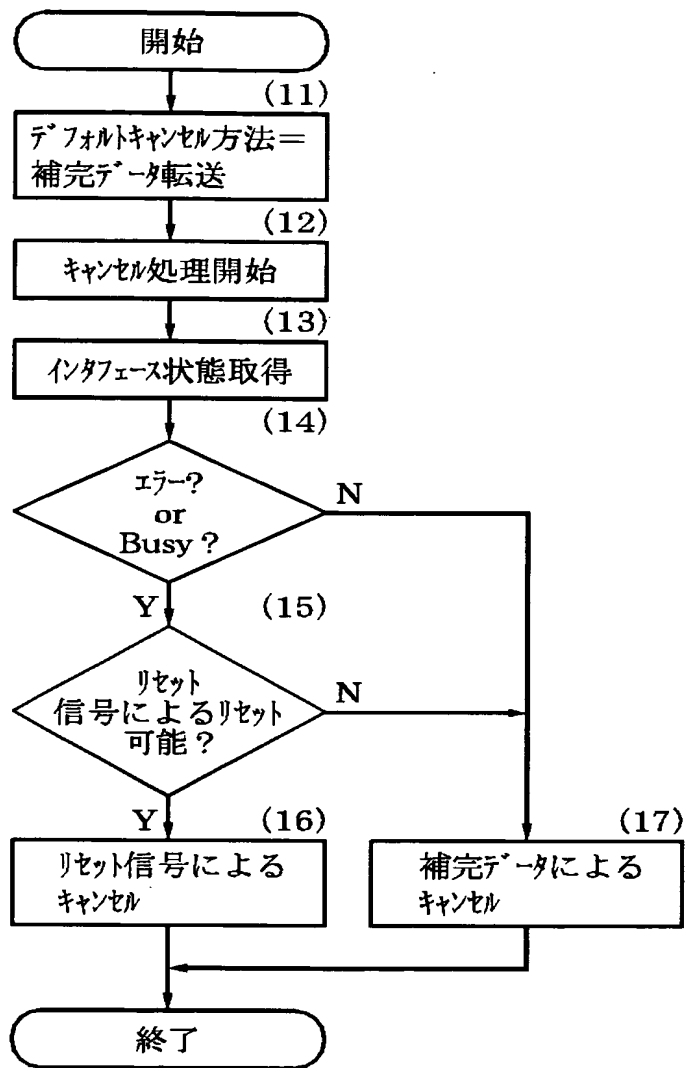 開始
(11)
デフォルトキャンセル方法＝
補完データ転送
(12)
キャンセル処理開始
(13)
インタフェース状態取得
(14)
エラー?
or
Busy?
N
Y
(15)
リセット
信号によるリセット
可能?
N
Y
(16)
リセット信号による
キャンセル
(17)
補完データによる
キャンセル
終了